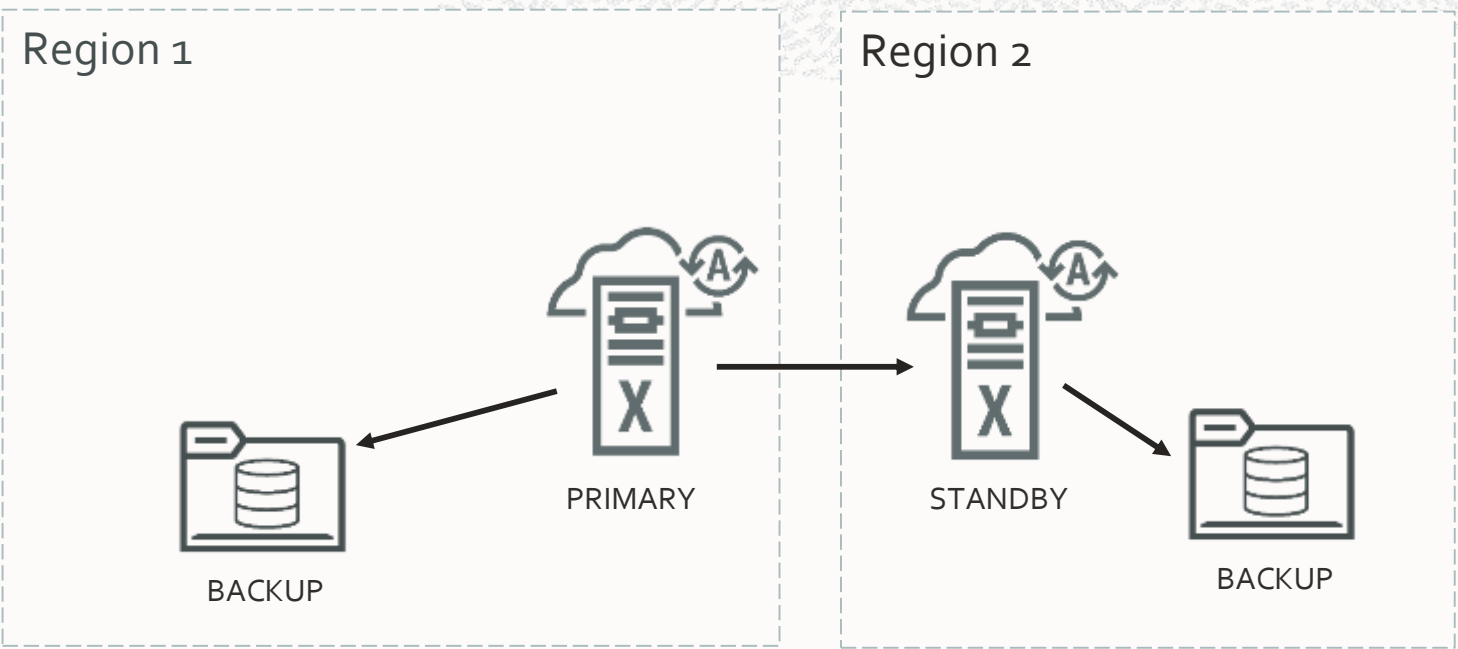 Region 1
Region 2
A
A
X
X
PRIMARY
STANDBY
BACKUP
BACKUP